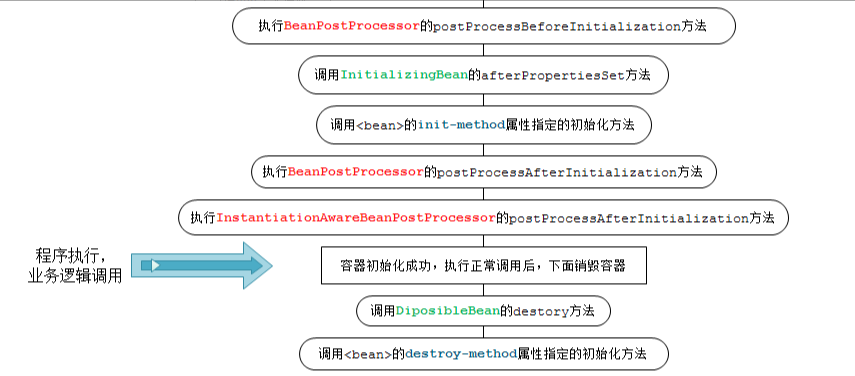 执行BeanPostProcessor的postProcessBeforeInitialization方法
调用InitializingBean的afterPropertiesSet方法
调用<bean>的init-method属性指定的初始化方法
执行BeanPostProcessor的postProcessAfterInitialization方法
执行InstantiationAwareBeanPostProcessor的postProcessAfterInitialization方法
程序执行，
业务逻辑调用
容器初始化成功，执行正常调用后，下面销毁容器
调用DiposibleBean的destory方法
调用<bean>的destroy-method属性指定的初始化方法